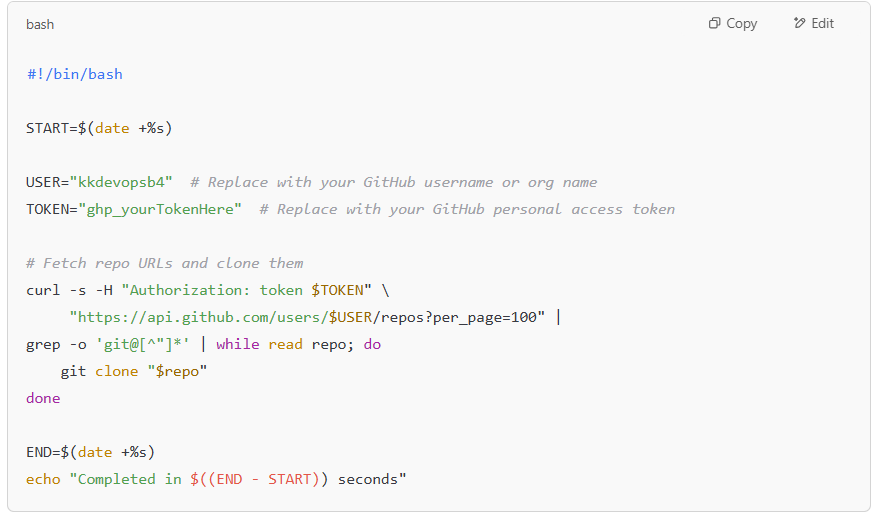 bash
Copy
Edit
#!/bin/bash
START=$(date +%s)
USER="kkdevopsb4"  # Replace with your GitHub username or org name
TOKEN="ghp_yourTokenHere"  # Replace with your GitHub personal access token
# Fetch repo URLs and clone them
curl -s -H "Authorization: token $TOKEN" \
     "https://api.github.com/users/$USER/repos?per_page=100" |
grep -o 'git@[^"]*' | while read repo; do
    git clone "$repo"
done
END=$(date +%s)
echo "Completed in $((END - START)) seconds"